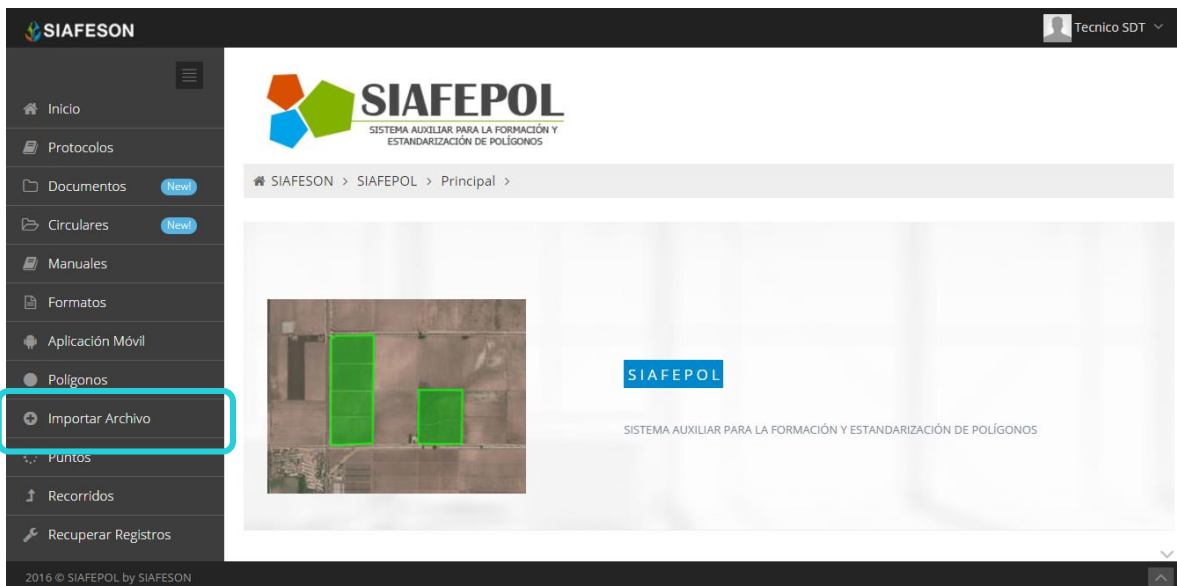 SIAFESON
Tecnico SDT
Inicio
Protocolos
Documentos New!
Circulares New!
Manuales
Formatos
Aplicación Móvil
Polígonos
Importar Archivo
Puntos
Recorridos
Recuperar Registros
2016 © SIAFEPOL by SIAFESON
SIAFEPOL
SISTEMA AUXILIAR PARA LA FORMACIÓN Y
ESTANDARIZACIÓN DE POLÍGONOS
SIAFESON > SIAFEPOL > Principal >
SIAFEPOL
SISTEMA AUXILIAR PARA LA FORMACIÓN Y ESTANDARIZACIÓN DE POLÍGONOS